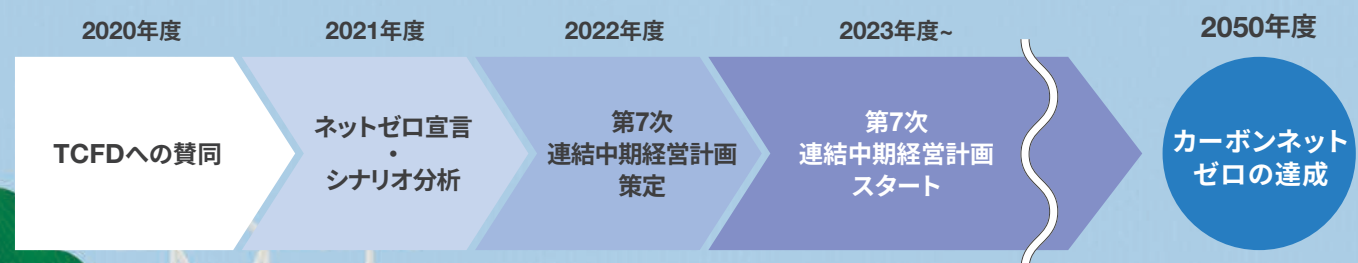 2020年度
2021年度
2022年度
2023年度~
2050年度
TCFDへの賛同
ネットゼロ宣言
・
シナリオ分析
第7次
連結中期経営計画
策定
第7次
連結中期経営計画
スタート
カーボンネット
ゼロの達成